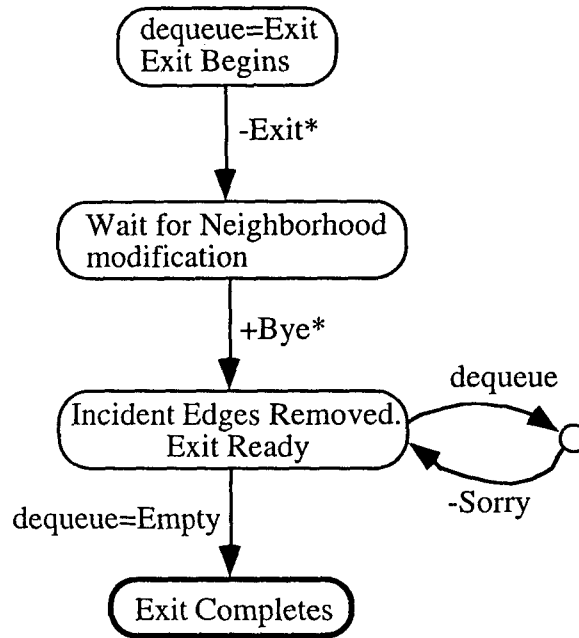 dequeue=Exit
Exit Begins
-Exit*
Wait for Neighborhood
modification
+Bye*
dequeue
Incident Edges Removed.
Exit Ready
-Sorry
dequeue=Empty
Exit Completes